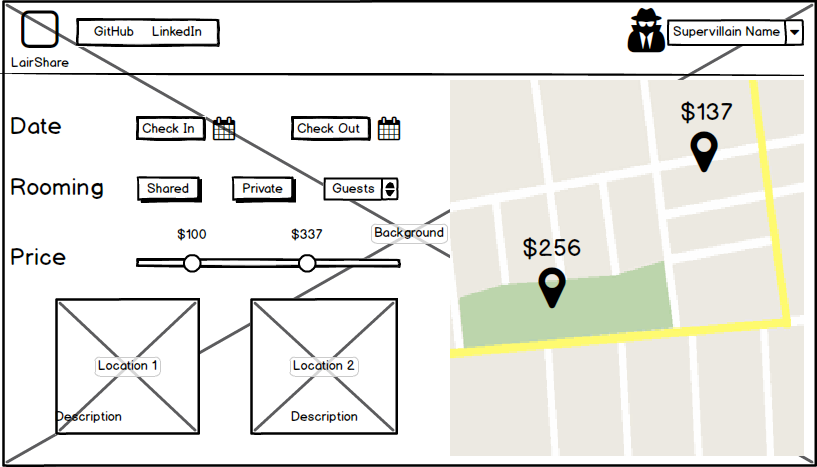 GitHub LinkedIn
Supervillain Name
LairShare
Date
Check In
Check Out
Rooming
Shared
Private
Guests
$100
$337
Background
Price
Location 1
Location 2
Description
Description
$137
$256